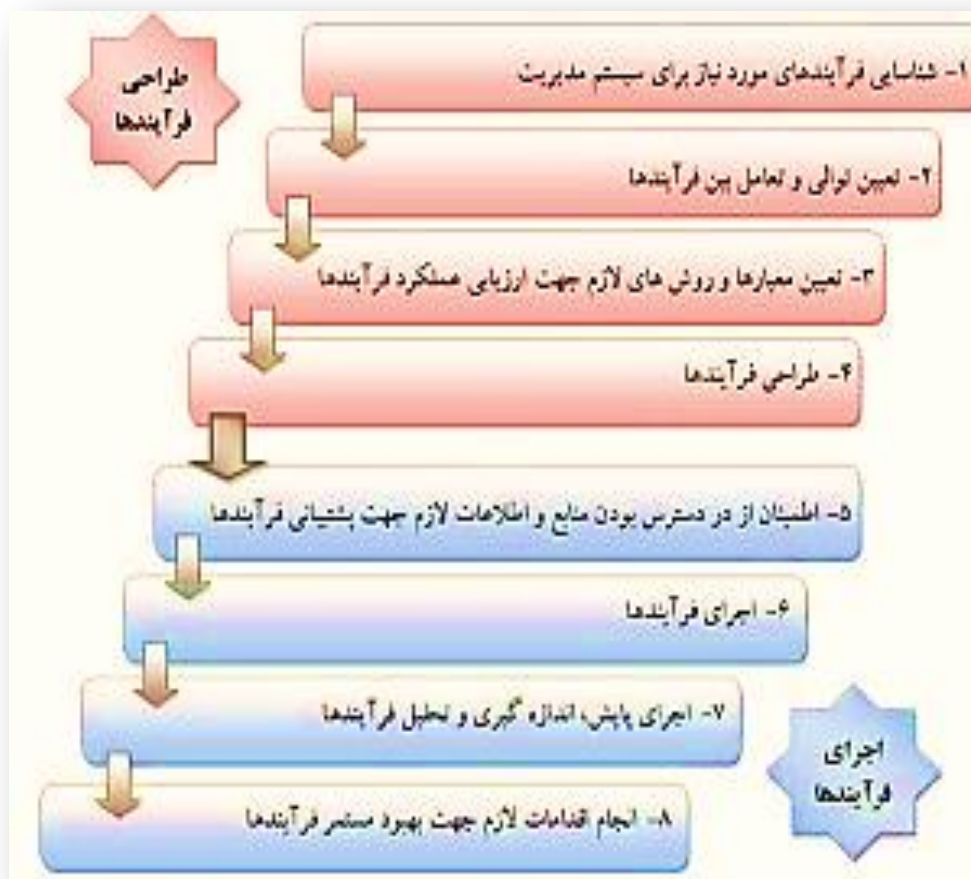 طراحی
فرآیندها
۱- شناسایی فرآیندهای مورد نیاز برای سیستم مدیریت
۲- تعیین توالی و تعامل بین فرآیندها
۳- تعیین معیارها و روش های لازم جهت ارزیابی عملکرد فرآیندها
۴- طراحی فرآیندها
۵- اطمینان از در دسترس بودن منابع و اطلاعات لازم جهت پشتیبانی فرآیندها
۶- اجرای فرآیندها
۷- اجرای پایش، اندازه گیری و تحلیل فرآیندها
اجرای
فرآیندها
۸- انجام اقدامات لازم جهت بهبود مستمر فرآیندها